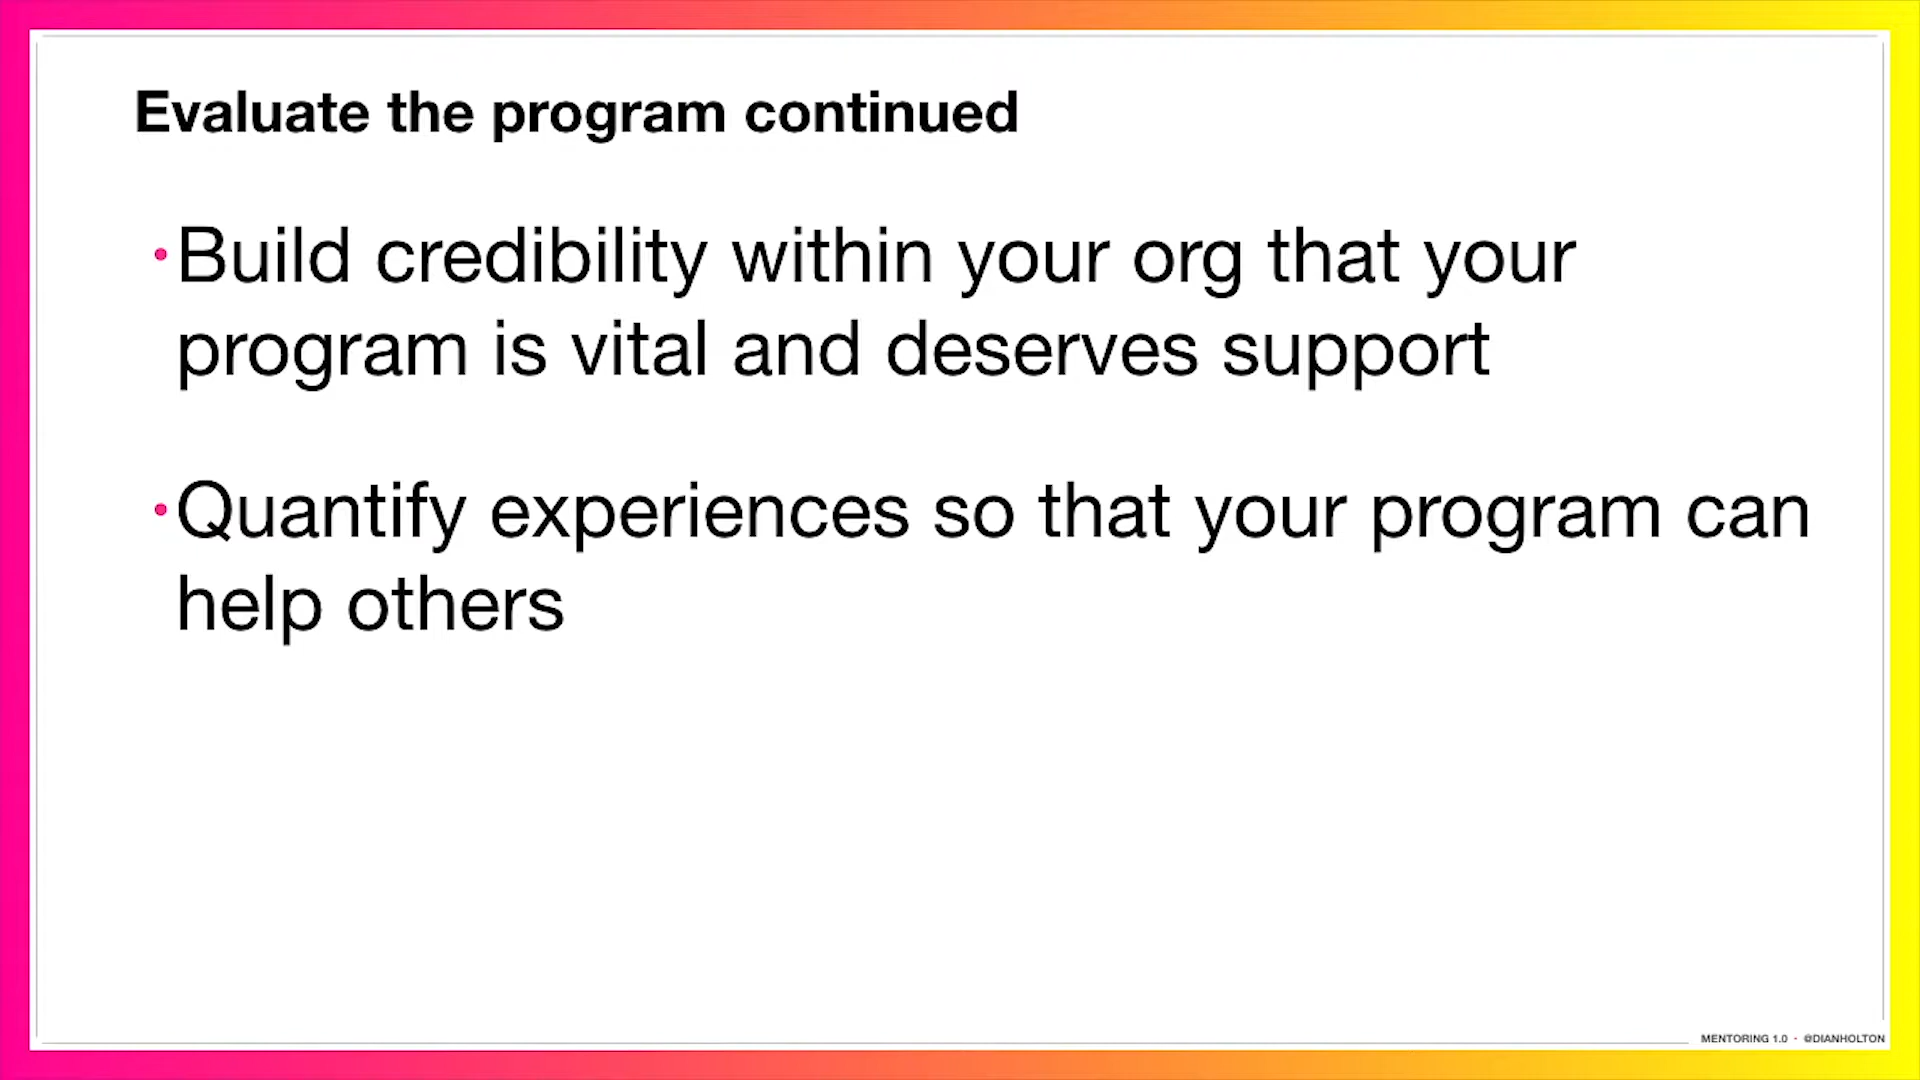 Evaluate the program continued
•Build credibility within your org that your
program is vital and deserves support
•Quantify experiences so that your program can
help others
MENTORING 1.0 • @DIANHOLTON